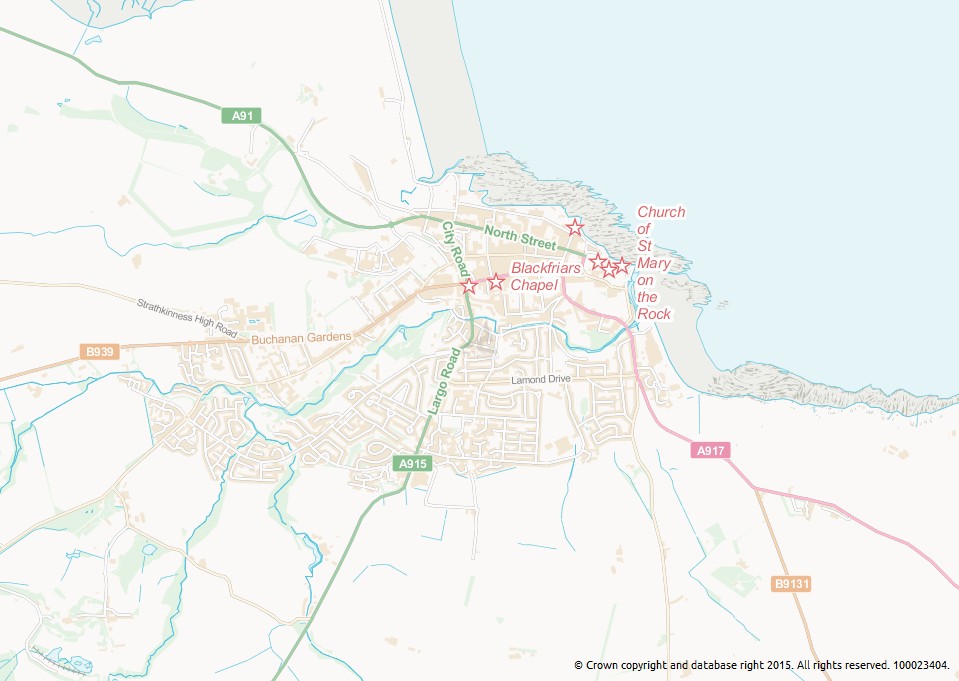 A91
Church
of
St
Mary
on
the
Rock
North Street
City Road
Blackfriars
Chapel
Strathkinness High Road
Buchanan Gardens
B939
Largo Road
Lamond Drive
A917
A915
B9131
© Crown copyright and database right 2015. All rights reserved. 100023404.